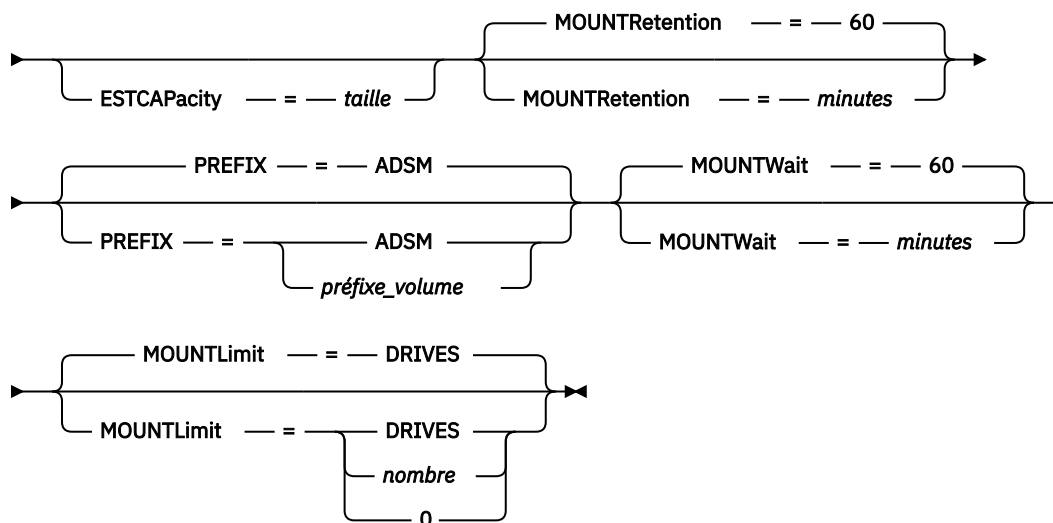 MOUNTRetention = 60
ESTCAPacity = taille MOUNTRetention = minutes
PREFIX = ADSM MOUNTWait = 60
PREFIX = ADSM MOUNTWait = minutes
préfixe_volume
MOUNTLimit = DRIVES
MOUNTLimit = DRIVES
nombre
0